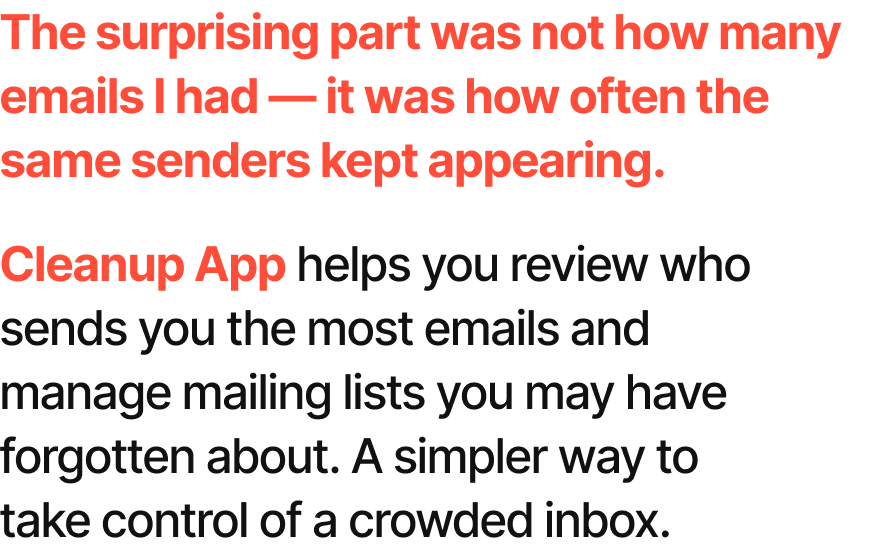 The surprising part was not how many
emails I had — it was how often the
same senders kept appearing.
Cleanup App helps you review who
sends you the most emails and
manage mailing lists you may have
forgotten about. A simpler way to
take control of a crowded inbox.